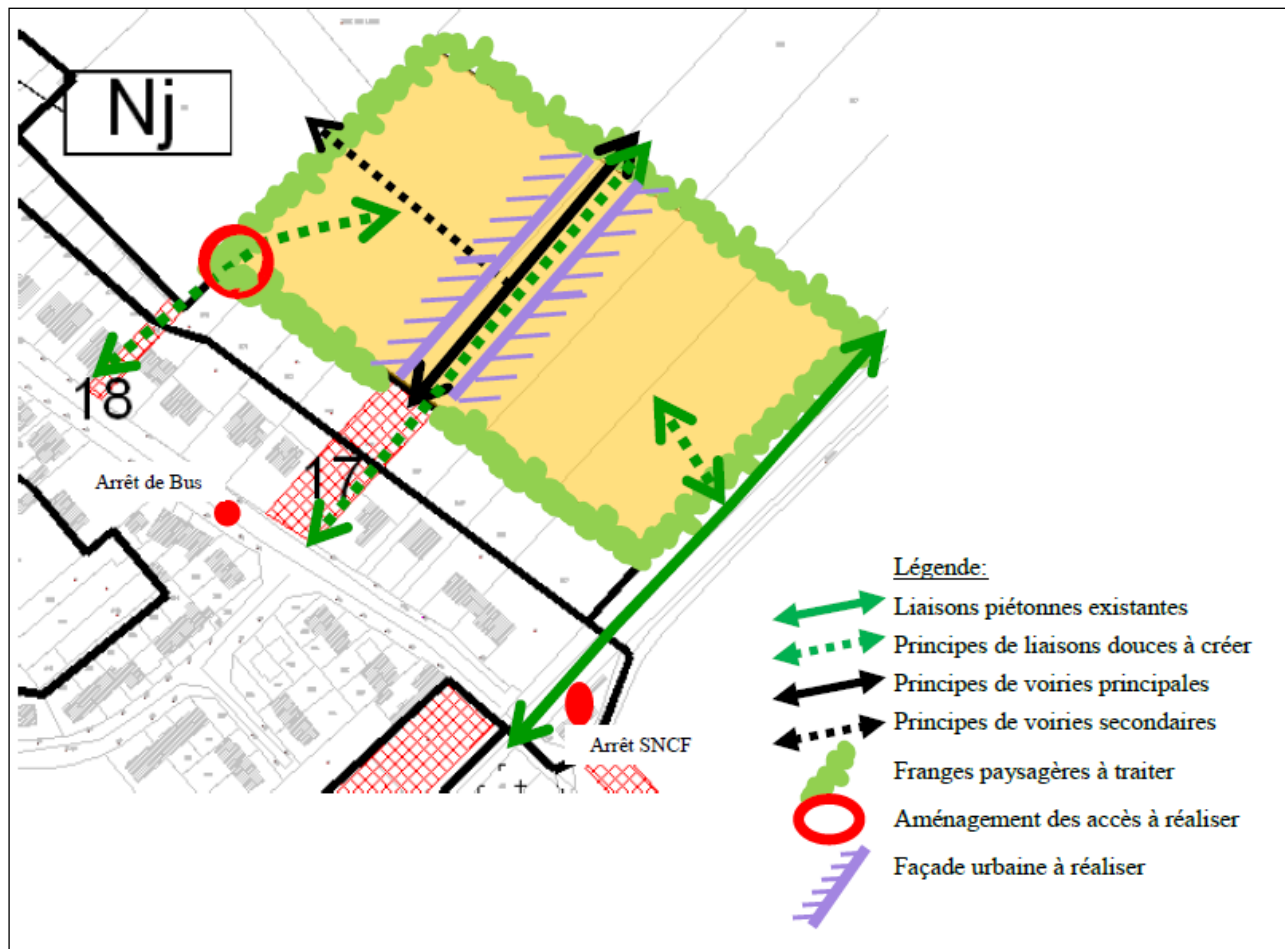 Nj
18
17
Arrêt de Bus
Arrêt SNCF
Légende:
Liaisons piétonnes existantes
Principes de liaisons douces à créer
Principes de voiries principales
Principes de voiries secondaires
Franges paysagères à traiter
Aménagement des accès à réaliser
Façade urbaine à réaliser